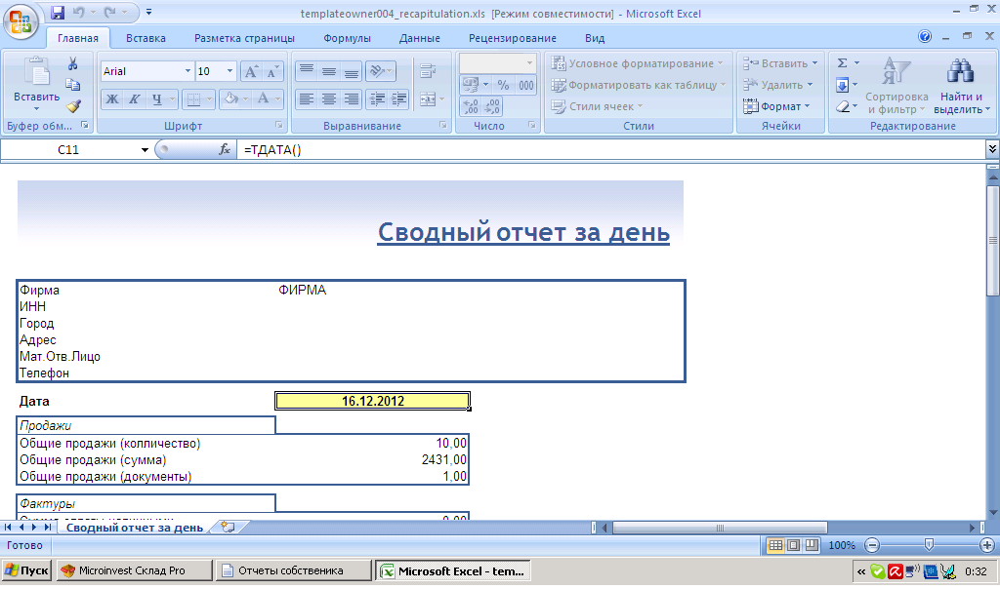 templateowner004_recapitulation.xls [Режим совместимости] - Microsoft Excel
Главная Вставка Разметка страницы Формулы Данные Рецензирование Вид
Вставить
Arial 10
Ж К Ч
% 000
Условное форматирование
Форматировать как таблицу
Стили ячеек
Вставить
Удалить
Формат
Σ
Сортировка и фильтр
Найти и выделить
Буфер обм... Шрифт Выравнивание Число Стили Ячейки Редактирование
C11 fx =ТДАТА()
Сводный отчет за день
Фирма ФИРМА
ИНН
Город
Адрес
Мат.Отв.Лицо
Телефон
Дата 16.12.2012
Продажи
Общие продажи (колличество) 10,00
Общие продажи (сумма) 2431,00
Общие продажи (документы) 1,00
Фактуры
Сводный отчет за день
Готово 100%
Пуск Microinvest Склад Pro Отчеты собственика Microsoft Excel - tem... « 0:32